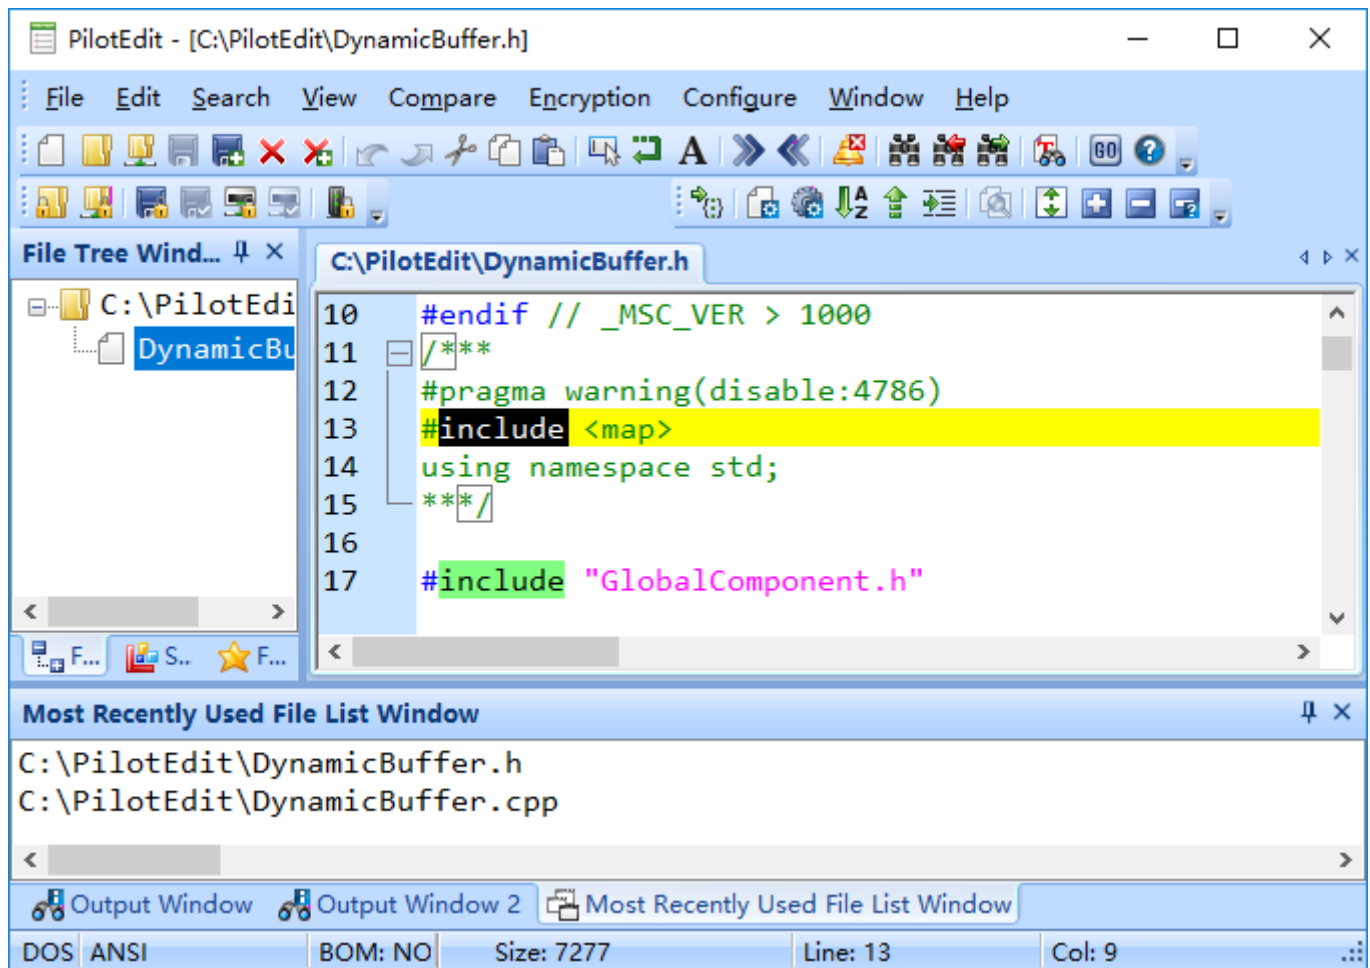 PilotEdit - [C:\PilotEdit\DynamicBuffer.h]
File Edit Search View Compare Encryption Configure Window Help
A GO ?
A Z
File Tree Wind...
C:\PilotEdit\DynamicBuffer.h
C:\PilotEdi
DynamicBu
10 #endif // _MSC_VER > 1000
11 /***
12 #pragma warning(disable:4786)
13 #include <map>
14 using namespace std;
15 ***/
16
17 #include "GlobalComponent.h"
F... S... F...
Most Recently Used File List Window
C:\PilotEdit\DynamicBuffer.h
C:\PilotEdit\DynamicBuffer.cpp
Output Window Output Window 2 Most Recently Used File List Window
DOS ANSI BOM: NO Size: 7277 Line: 13 Col: 9